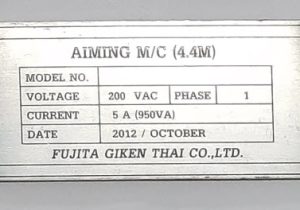 AIMING M/C (4.4M)
MODEL NO.
VOLTAGE 200 VAC PHASE 1
CURRENT 5 A (950VA)
DATE 2012 / OCTOBER
FUJITA GIKEN THAI CO.,LTD.